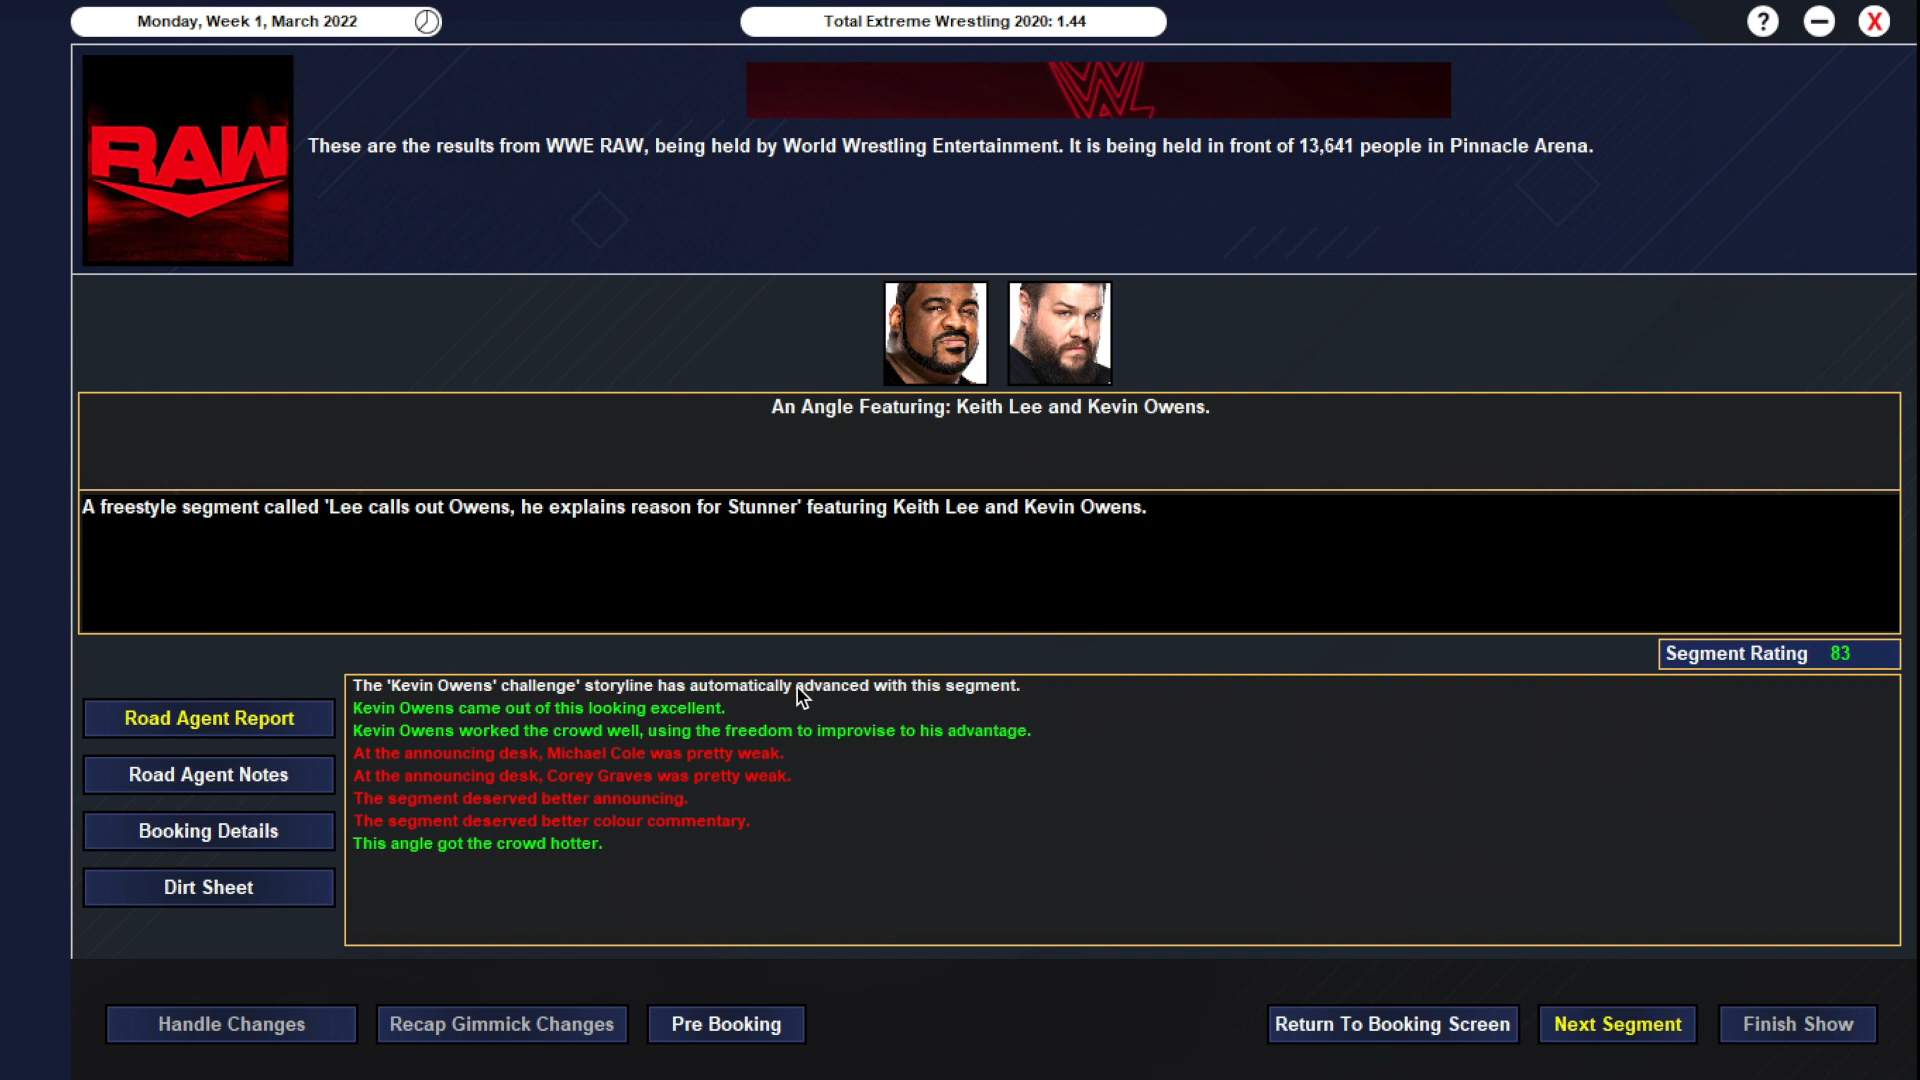 Monday, Week 1, March 2022
Total Extreme Wrestling 2020: 1.44
?
X
RAW
These are the results from WWE RAW, being held by World Wrestling Entertainment. It is being held in front of 13,641 people in Pinnacle Arena.
An Angle Featuring: Keith Lee and Kevin Owens.
A freestyle segment called 'Lee calls out Owens, he explains reason for Stunner' featuring Keith Lee and Kevin Owens.
Segment Rating 83
The 'Kevin Owens' challenge' storyline has automatically advanced with this segment.
Kevin Owens came out of this looking excellent.
Kevin Owens worked the crowd well, using the freedom to improvise to his advantage.
At the announcing desk, Michael Cole was pretty weak.
At the announcing desk, Corey Graves was pretty weak.
The segment deserved better announcing.
The segment deserved better colour commentary.
This angle got the crowd hotter.
Road Agent Report
Road Agent Notes
Booking Details
Dirt Sheet
Handle Changes
Recap Gimmick Changes
Pre Booking
Return To Booking Screen
Next Segment
Finish Show